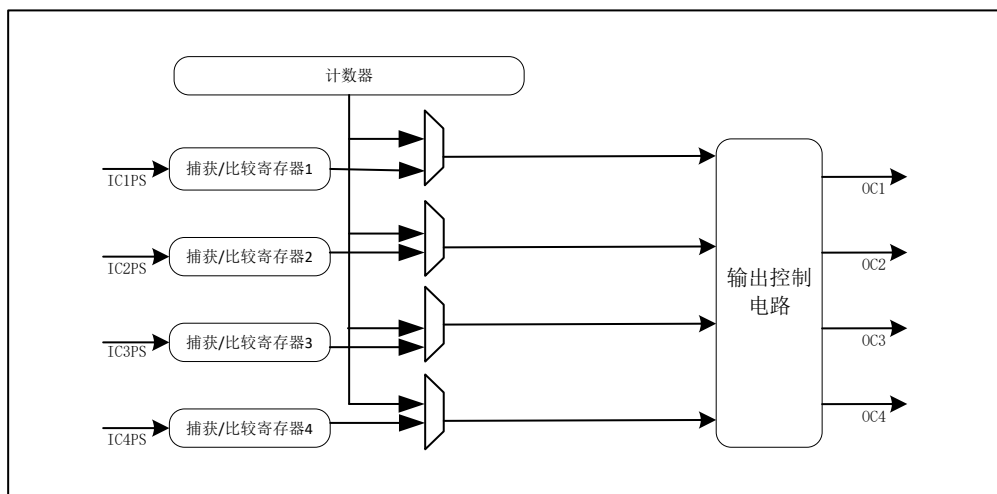 计数器
捕获/比较寄存器1
IC1PS
捕获/比较寄存器2
IC2PS
捕获/比较寄存器3
IC3PS
捕获/比较寄存器4
IC4PS
输出控制
电路
OC1
OC2
OC3
OC4